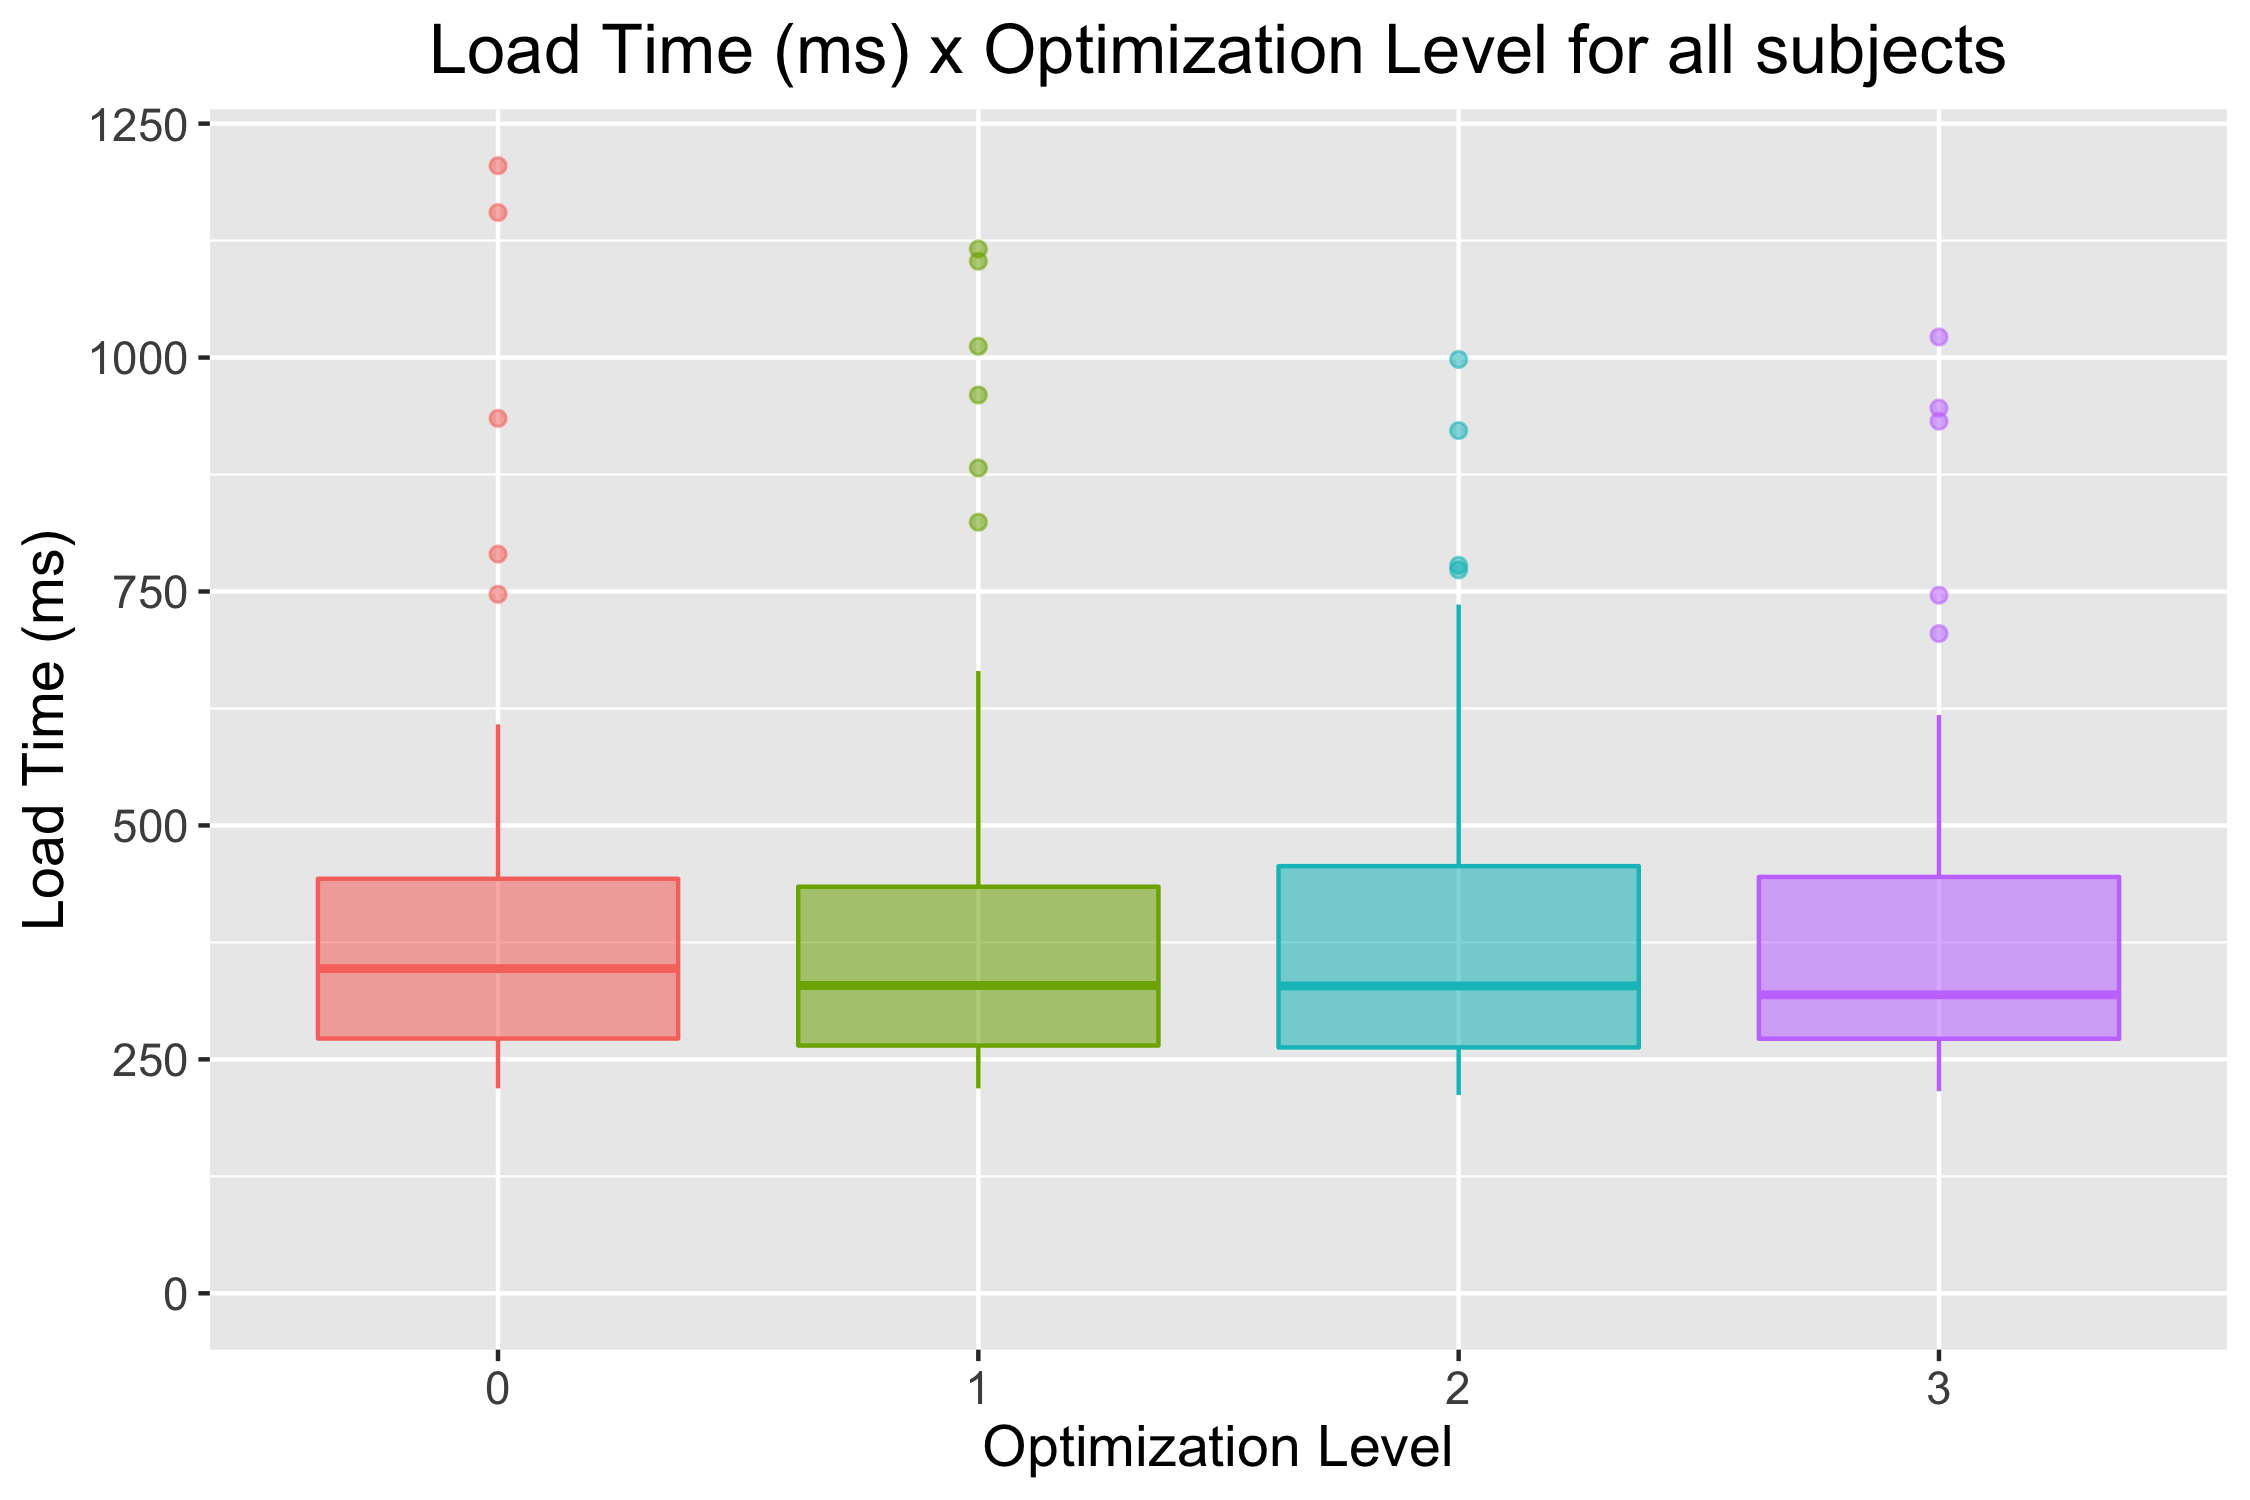 Load Time (ms) x Optimization Level for all subjects
Load Time (ms)
1250
1000
750
500
250
0
0 1 2 3
Optimization Level